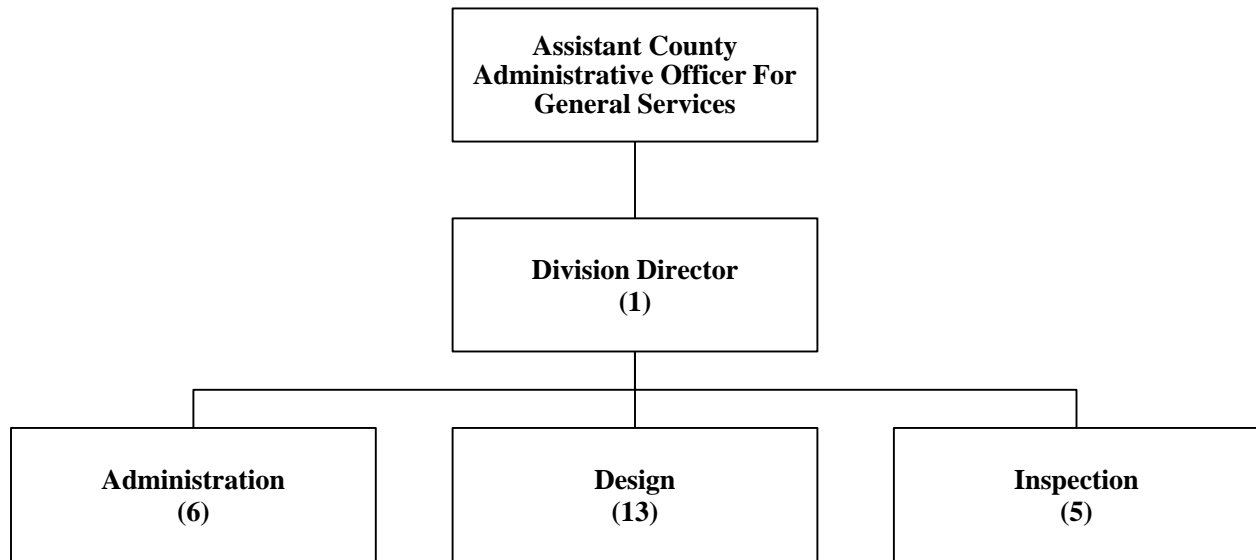 Assistant County
Administrative Officer For
General Services
Division Director
(1)
Administration
(6)
Design
(13)
Inspection
(5)